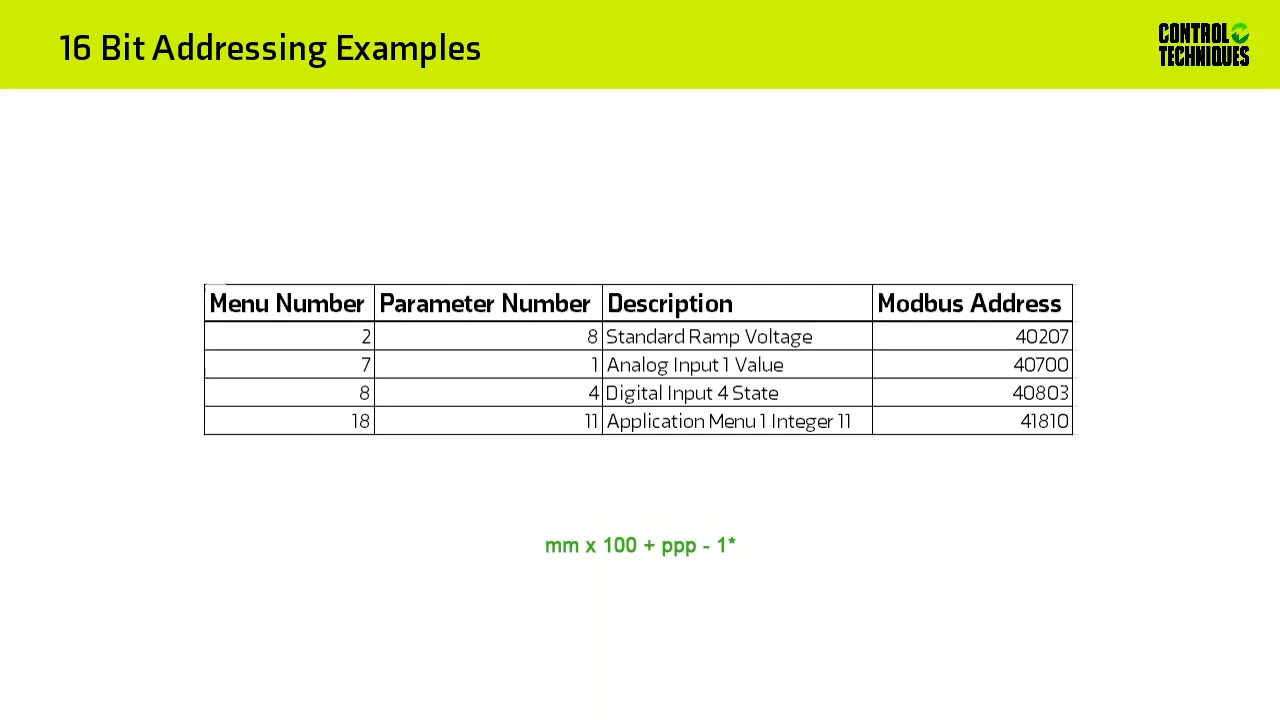 16 Bit Addressing Examples
CONTROL
TECHNIQUES
Menu Number Parameter Number Description Modbus Address
2 8 Standard Ramp Voltage 40207
7 1 Analog Input 1 Value 40700
8 4 Digital Input 4 State 40803
18 11 Application Menu 1 Integer 11 41810
mm x 100 + ppp - 1*